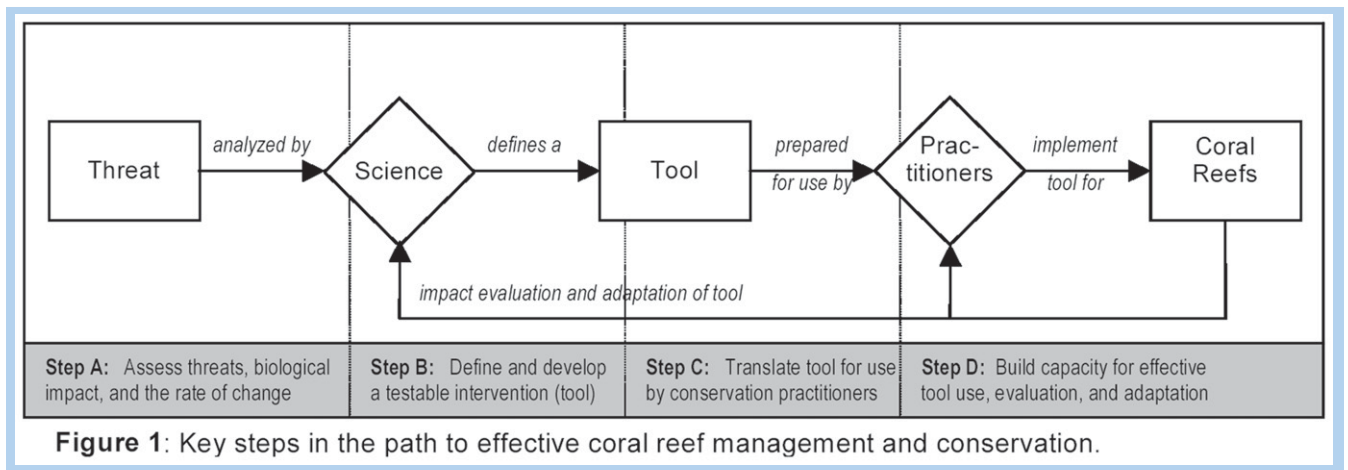 Threat
analyzed by
Science
defines a
Tool
prepared
for use by
Prac-
titioners
implement
tool for
Coral
Reefs
impact evaluation and adaptation of tool
Step A: Assess threats, biological
impact, and the rate of change
Step B: Define and develop
a testable intervention (tool)
Step C: Translate tool for use
by conservation practitioners
Step D: Build capacity for effective
tool use, evaluation, and adaptation
Figure 1: Key steps in the path to effective coral reef management and conservation.